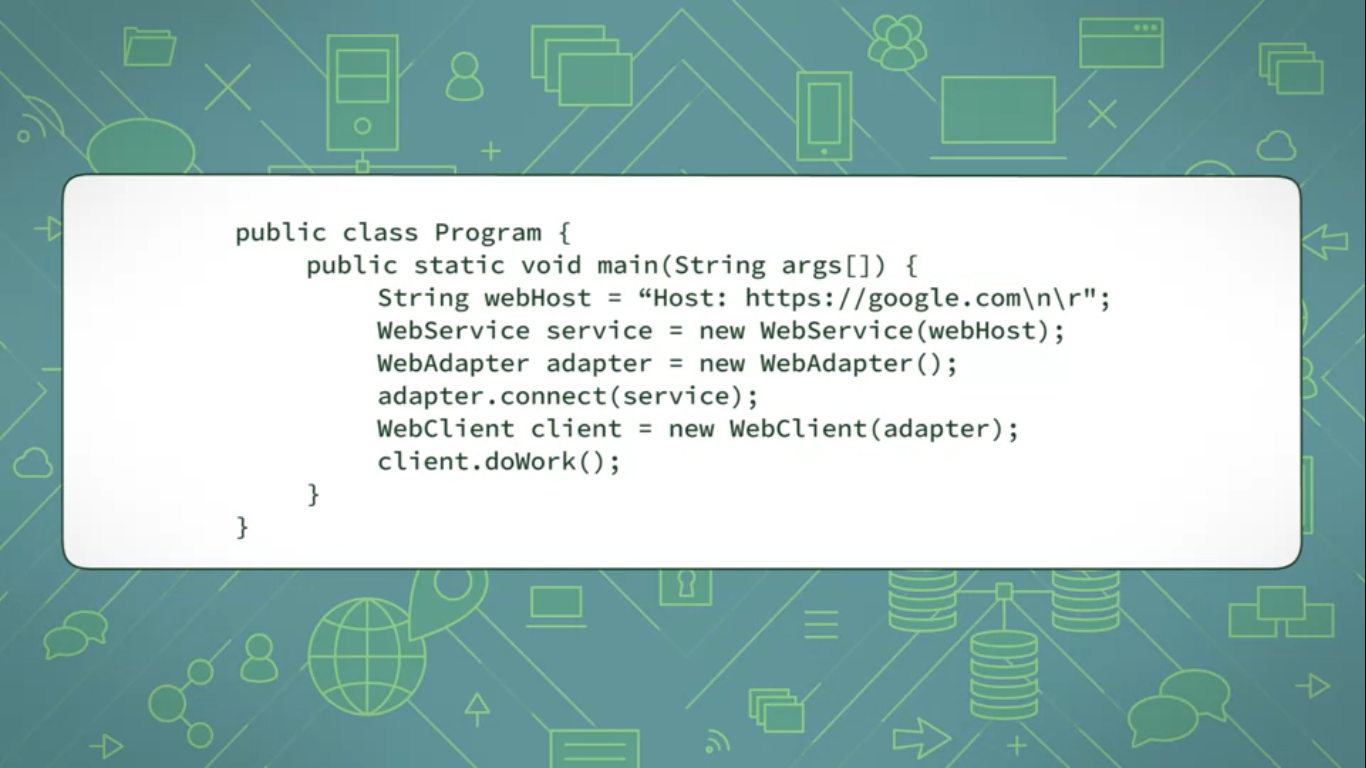 public class Program {
public static void main(String args[]) {
String webHost = “Host: https://google.com\n\r";
WebService service = new WebService(webHost);
WebAdapter adapter = new WebAdapter();
adapter.connect(service);
WebClient client = new WebClient(adapter);
client.doWork();
}
}